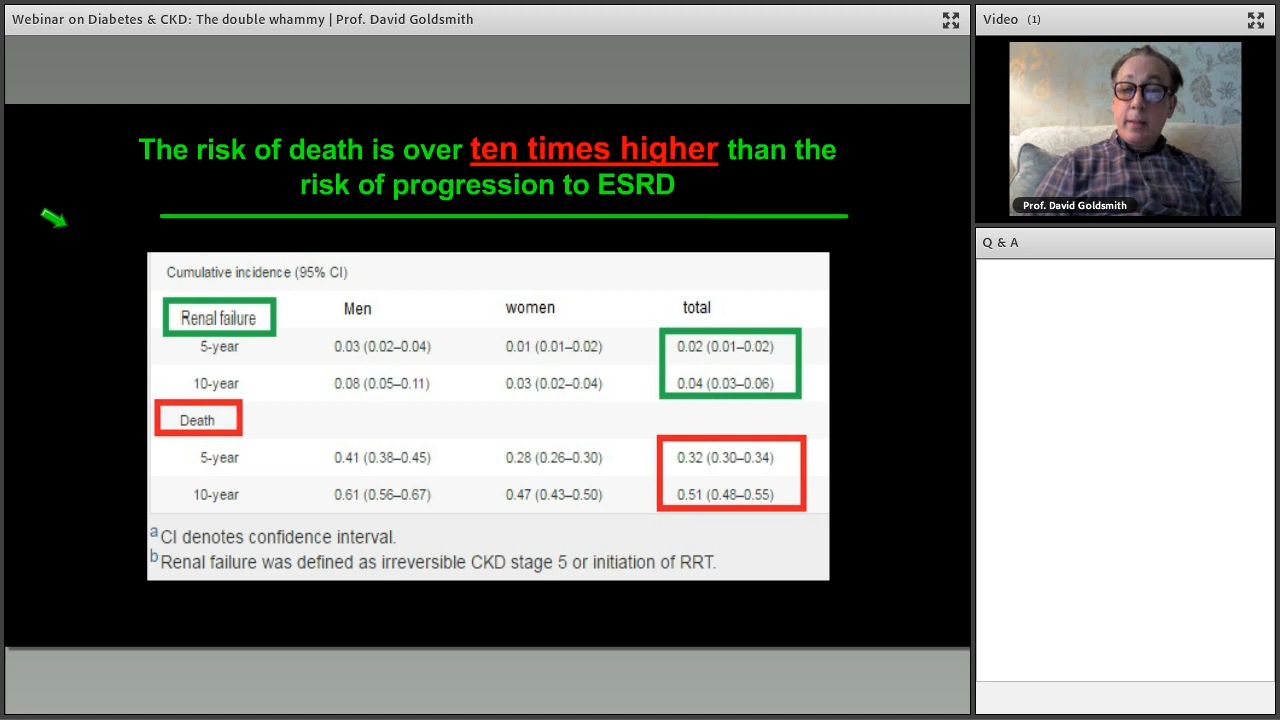 Webinar on Diabetes & CKD: The double whammy | Prof. David Goldsmith
The risk of death is over ten times higher than the
risk of progression to ESRD
Cumulative incidence (95% CI)
Renal failure Men women total
5-year 0.03 (0.02–0.04) 0.01 (0.01–0.02) 0.02 (0.01–0.02)
10-year 0.08 (0.05–0.11) 0.03 (0.02–0.04) 0.04 (0.03–0.06)
Death
5-year 0.41 (0.38–0.45) 0.28 (0.26–0.30) 0.32 (0.30–0.34)
10-year 0.61 (0.56–0.67) 0.47 (0.43–0.50) 0.51 (0.48–0.55)
a CI denotes confidence interval.
b Renal failure was defined as irreversible CKD stage 5 or initiation of RRT.
Video (1)
Prof. David Goldsmith
Q & A